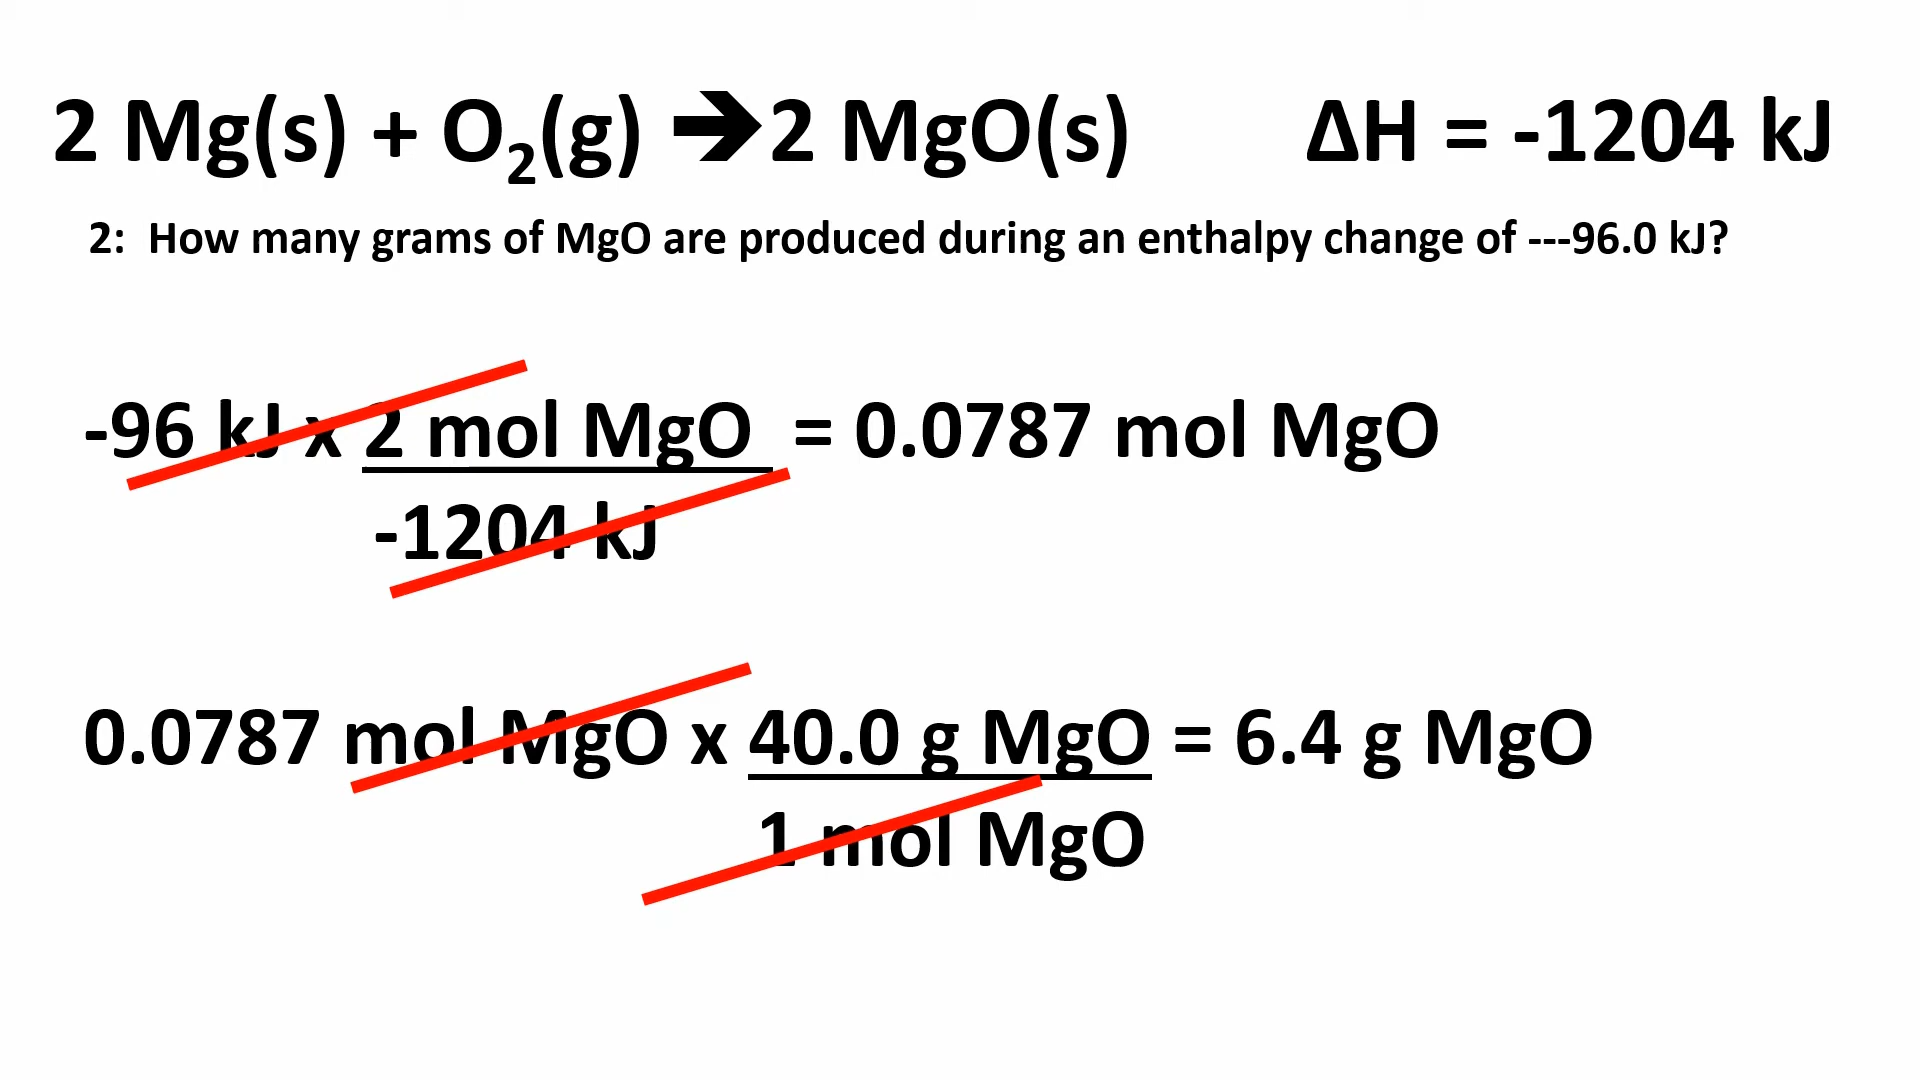 2 Mg(s) + O₂(g) ➔2 MgO(s) ΔH = -1204 kJ
2: How many grams of MgO are produced during an enthalpy change of ---96.0 kJ?
-96 kJ x 2 mol MgO = 0.0787 mol MgO
-1204 kJ
0.0787 mol MgO x 40.0 g MgO = 6.4 g MgO
1 mol MgO